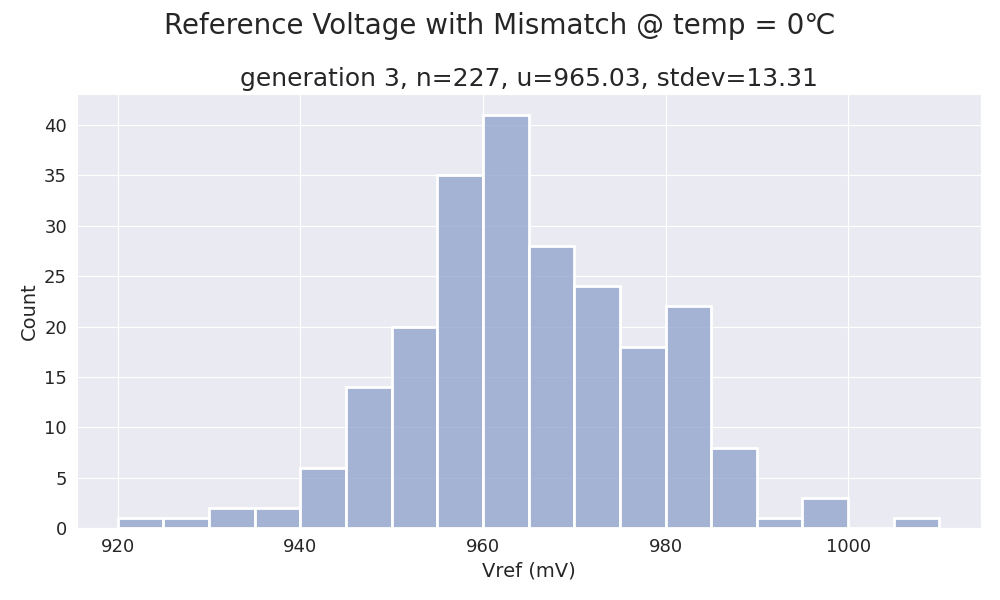 Reference Voltage with Mismatch @ temp = 0℃
generation 3, n=227, u=965.03, stdev=13.31
40
35
30
25
20
15
10
5
0
Count
920 940 960 980 1000
Vref (mV)